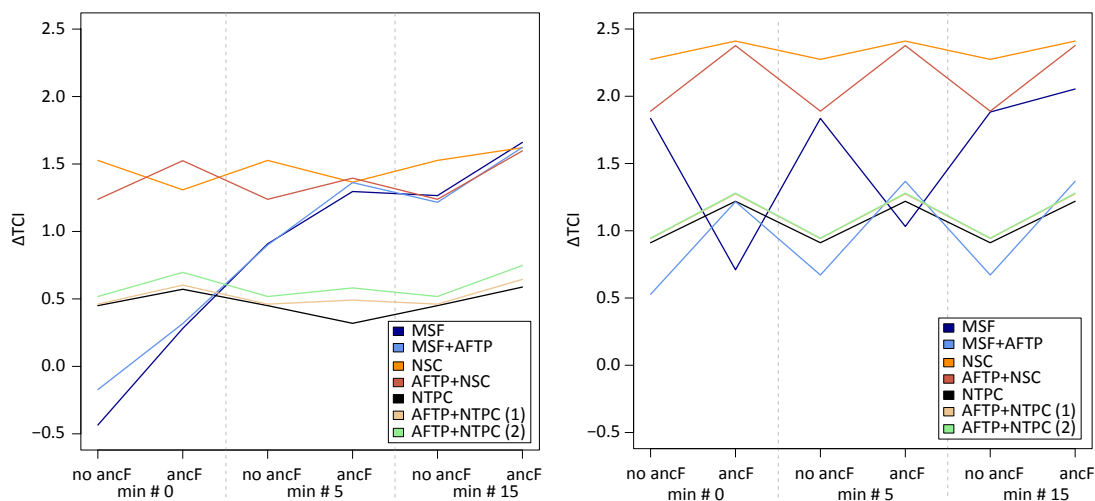 2.5
2.0
1.5
1.0
0.5
0.0
−0.5
ΔTCI
MSF
MSF+AFTP
NSC
AFTP+NSC
NTPC
AFTP+NTPC (1)
AFTP+NTPC (2)
no ancF ancF no ancF ancF no ancF ancF
min # 0 min # 5 min # 15
2.5
2.0
1.5
1.0
0.5
0.0
−0.5
ΔTCI
MSF
MSF+AFTP
NSC
AFTP+NSC
NTPC
AFTP+NTPC (1)
AFTP+NTPC (2)
no ancF ancF no ancF ancF no ancF ancF
min # 0 min # 5 min # 15